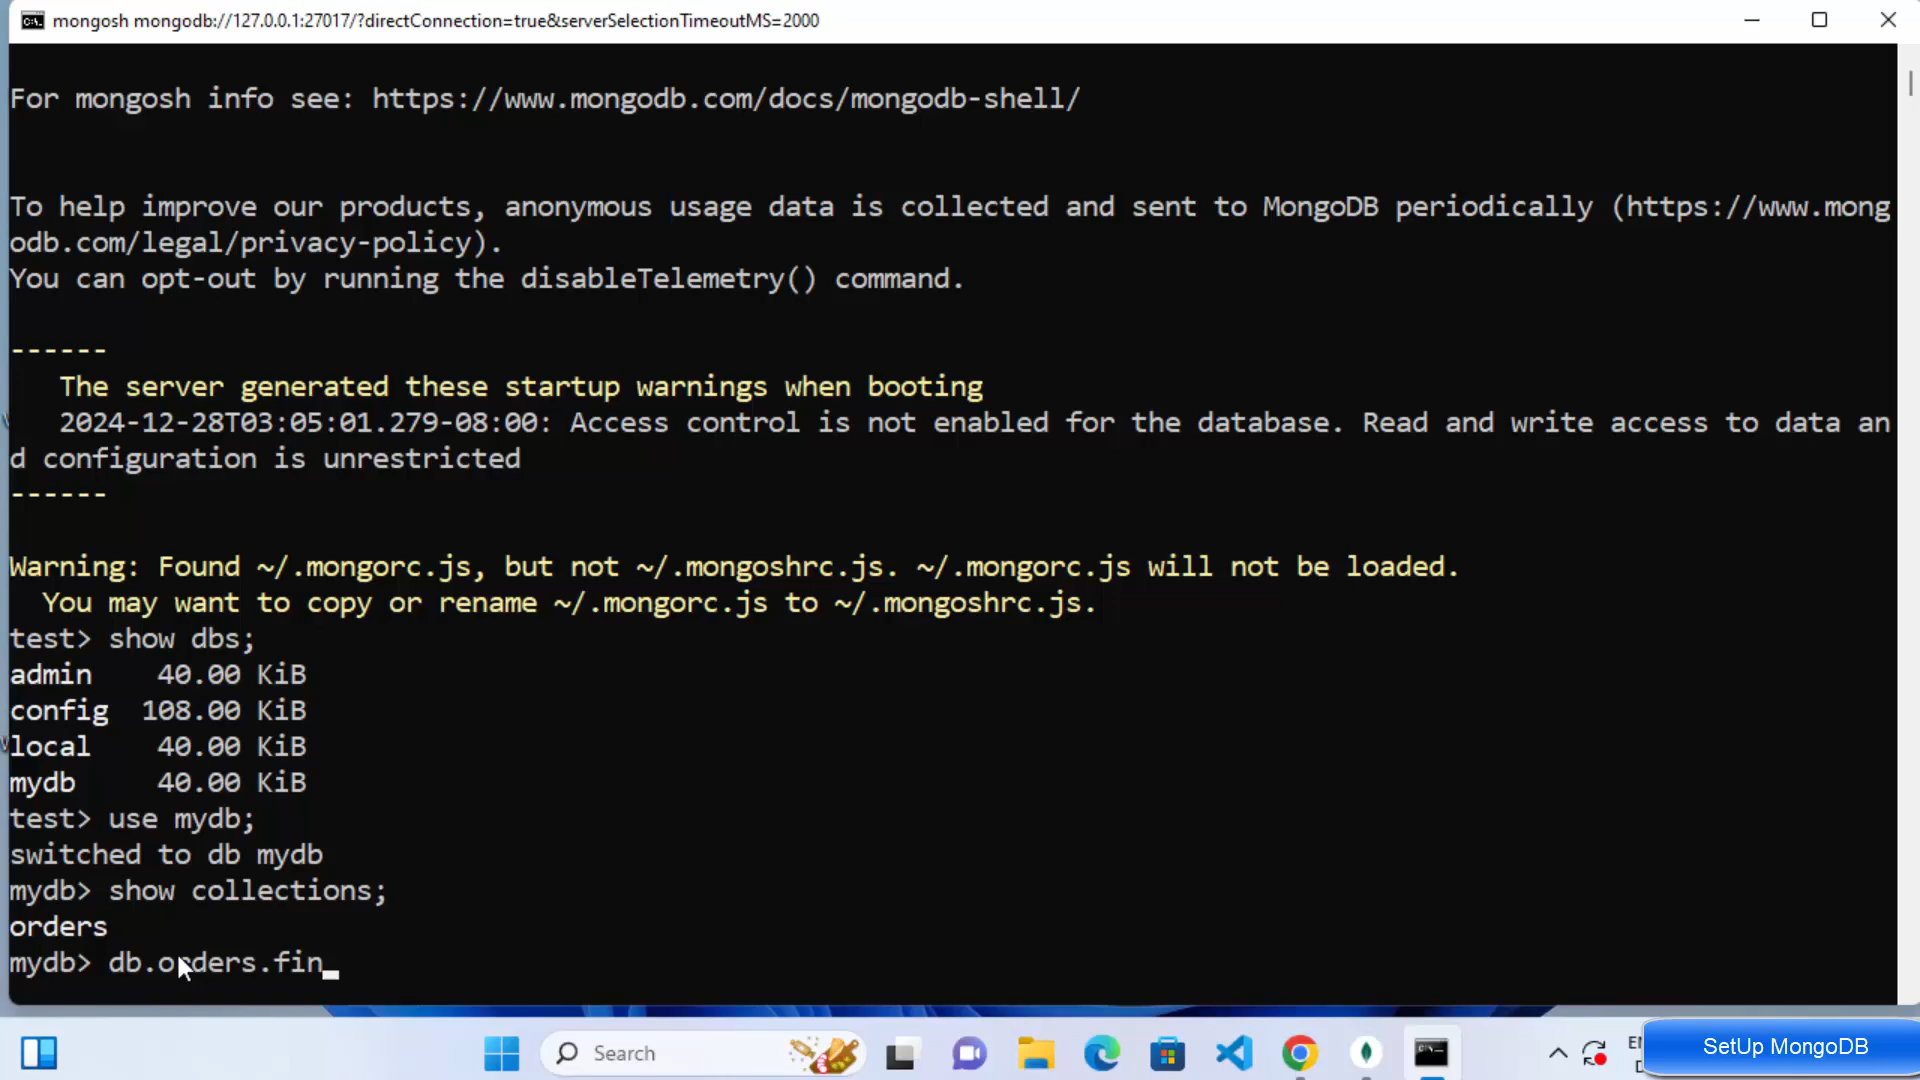 mongosh mongodb://127.0.0.1:27017/?directConnection=true&serverSelectionTimeoutMS=2000
For mongosh info see: https://www.mongodb.com/docs/mongodb-shell/
To help improve our products, anonymous usage data is collected and sent to MongoDB periodically (https://www.mong
odb.com/legal/privacy-policy).
You can opt-out by running the disableTelemetry() command.
------
The server generated these startup warnings when booting
2024-12-28T03:05:01.279-08:00: Access control is not enabled for the database. Read and write access to data an
d configuration is unrestricted
------
Warning: Found ~/.mongorc.js, but not ~/.mongoshrc.js. ~/.mongorc.js will not be loaded.
You may want to copy or rename ~/.mongorc.js to ~/.mongoshrc.js.
test> show dbs;
admin 40.00 KiB
config 108.00 KiB
local 40.00 KiB
mydb 40.00 KiB
test> use mydb;
switched to db mydb
mydb> show collections;
orders
mydb> db.orders.fin
Search
SetUp MongoDB